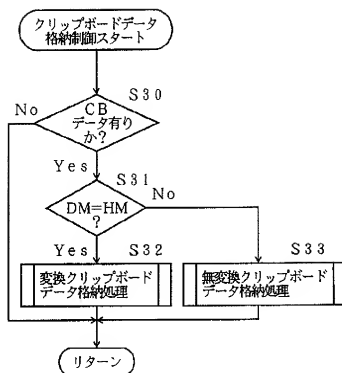 クリップボードデータ
格納制御スタート
S30
No
CB
データ有り
か?
Yes
S31
No
DM=HM
?
Yes
S32
S33
変換クリップボード
データ格納処理
無変換クリップボード
データ格納処理
リターン